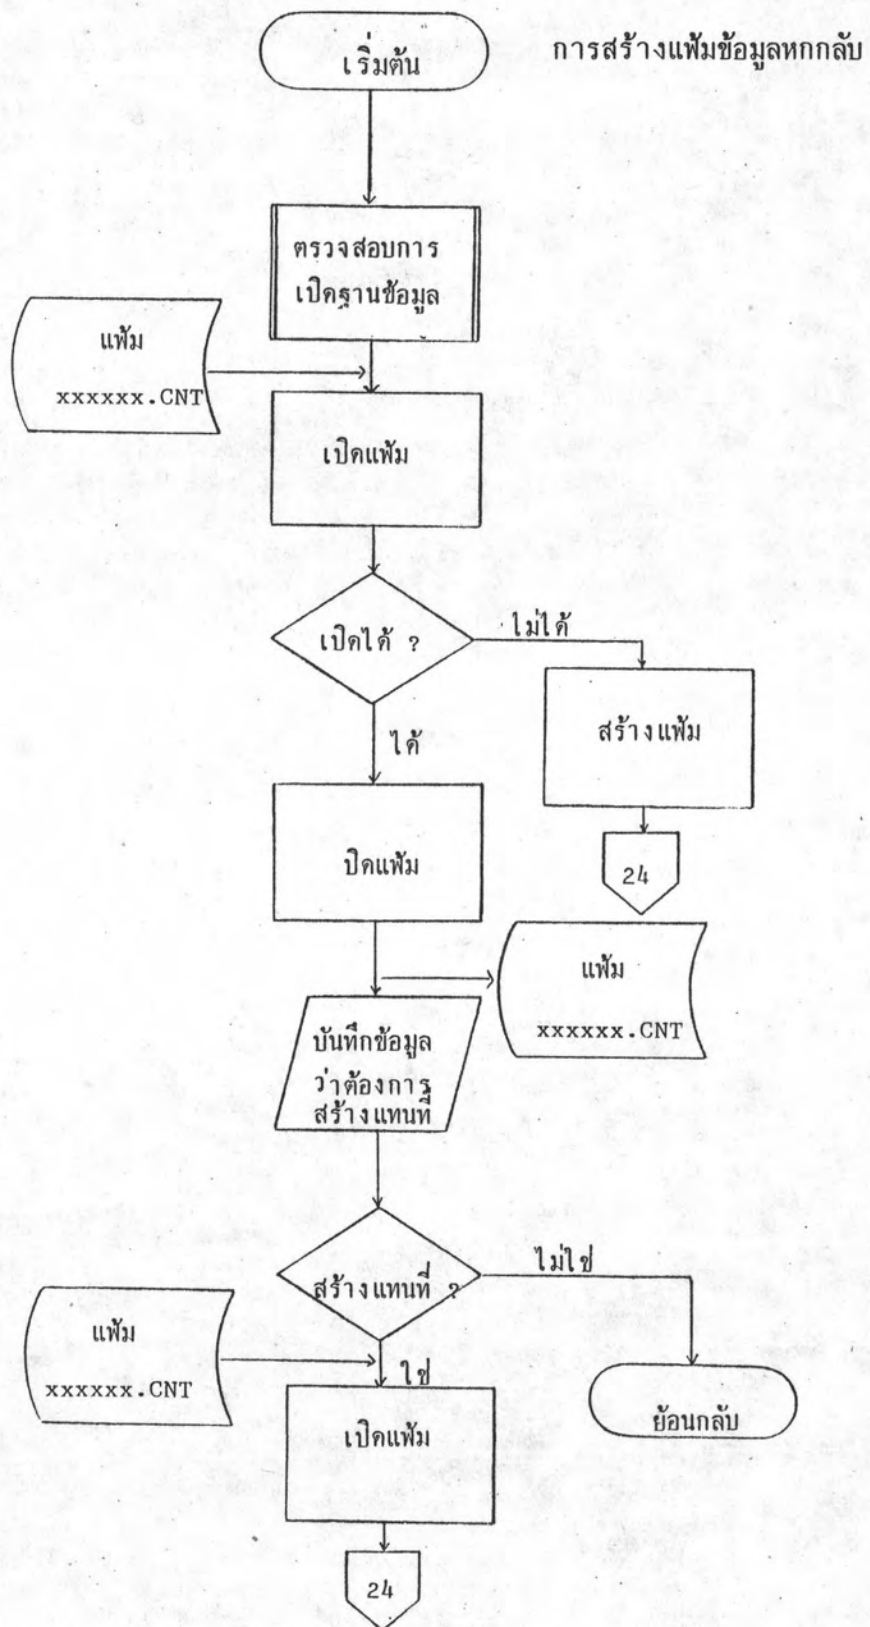 เริ่มต้น
การสร้างแฟ้มข้อมูลหกกลับ
ตรวจสอบการ
เปิดฐานข้อมูล
แฟ้ม
xxxxxx.CNT
เปิดแฟ้ม
เปิดได้ ?
ไม่ได้
สร้างแฟ้ม
ได้
24
ปิดแฟ้ม
แฟ้ม
xxxxxx.CNT
บันทึกข้อมูล
ว่าต้องการ
สร้างแทนที่
สร้างแทนที่ ?
ไม่ใช่
แฟ้ม
xxxxxx.CNT
ใช่
เปิดแฟ้ม
ย้อนกลับ
24